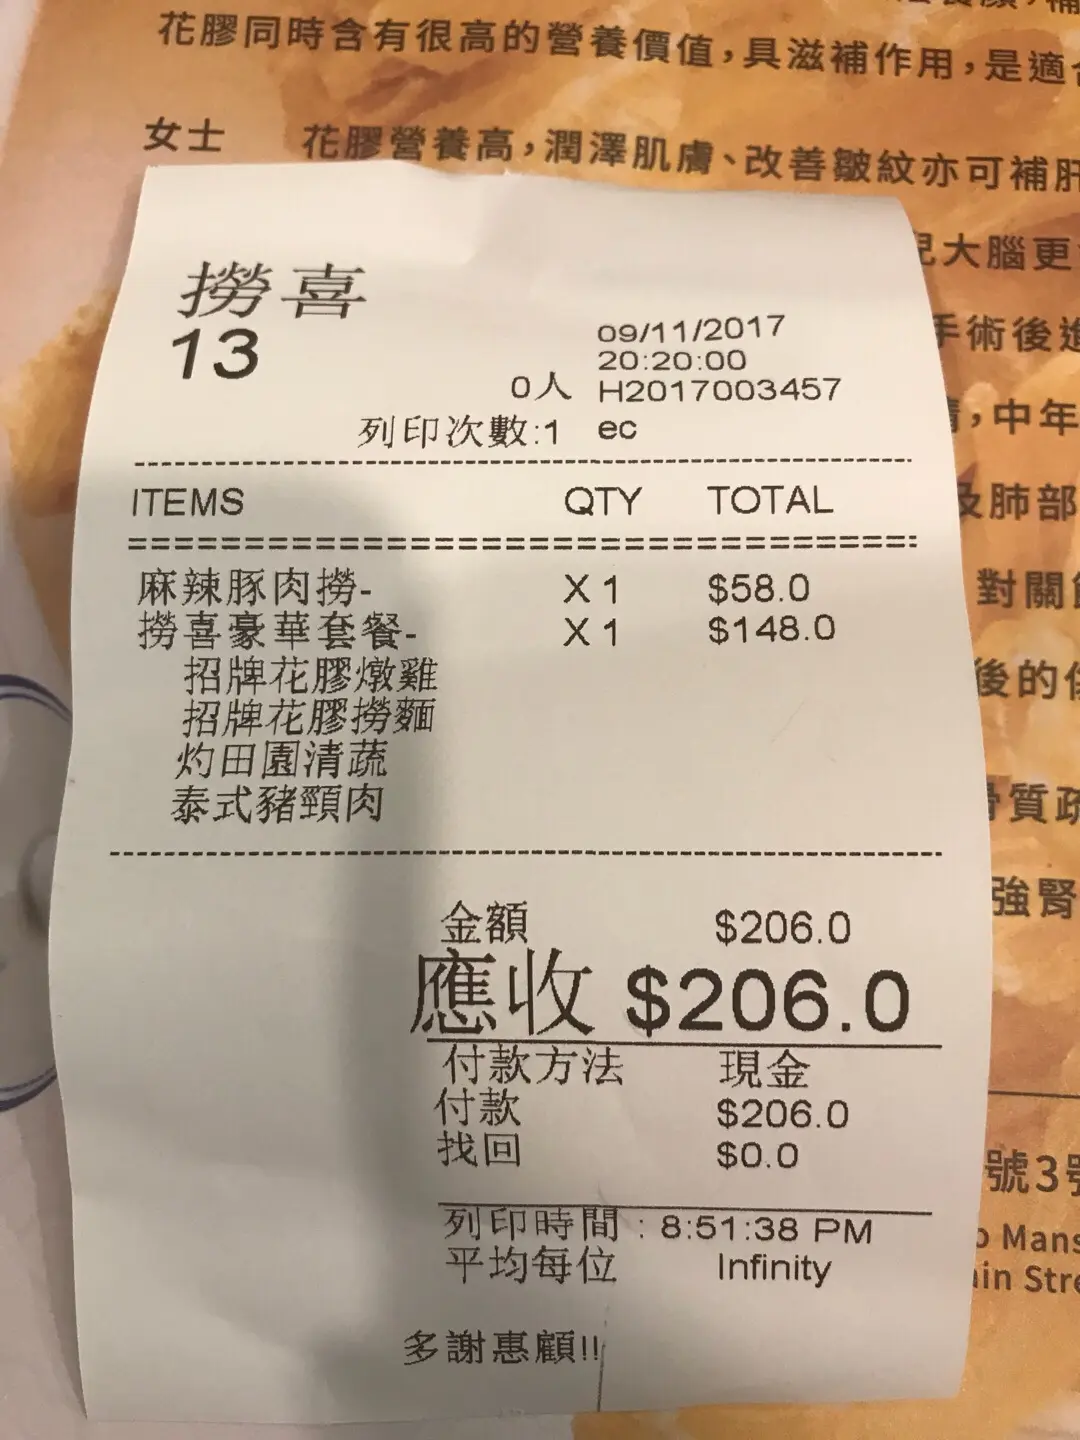 花膠同時含有很高的營養價值，具滋補作用，是適
女士 花膠營養高，潤澤肌膚、改善皺紋亦可補肝
兒大腦更
手術後進
，中年
及肺部
對關
後的
骨質疏
強腎
號3號
Mans
ain Stre
撈喜
13
09/11/2017
20:20:00
0人 H2017003457
列印次數:1 ec
ITEMS QTY TOTAL
麻辣豚肉撈- X 1 $58.0
撈喜豪華套餐- X 1 $148.0
招牌花膠燉雞
招牌花膠撈麵
灼田園清蔬
泰式豬頸肉
金額 $206.0
應收 $206.0
付款方法 現金
付款 $206.0
找回 $0.0
列印時間 : 8:51:38 PM
平均每位 Infinity
多謝惠顧!!